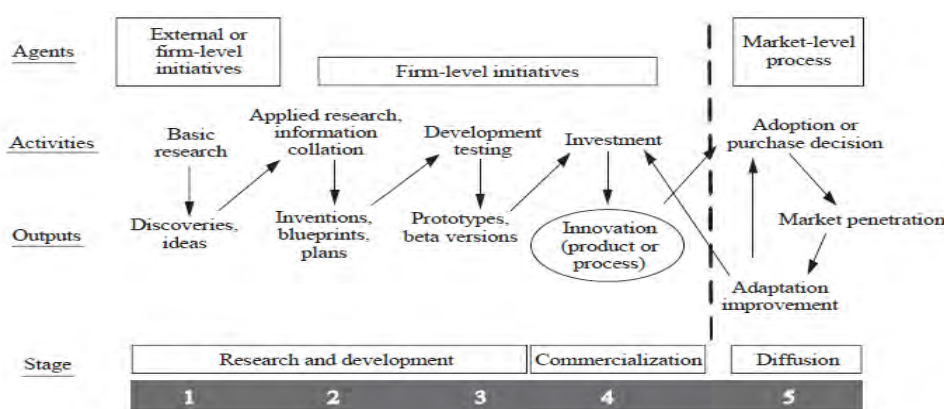 Agents
External or
firm-level
initiatives
Firm-level initiatives
Market-level
process
Activities
Basic
research
Applied research,
information
collation
Development
testing
Investment
Adoption or
purchase decision
Outputs
Discoveries,
ideas
Inventions,
blueprints,
plans
Prototypes,
beta versions
Innovation
(product or
process)
Market penetration
Adaptation
improvement
Stage
Research and development
Commercialization
Diffusion
1 2 3 4 5